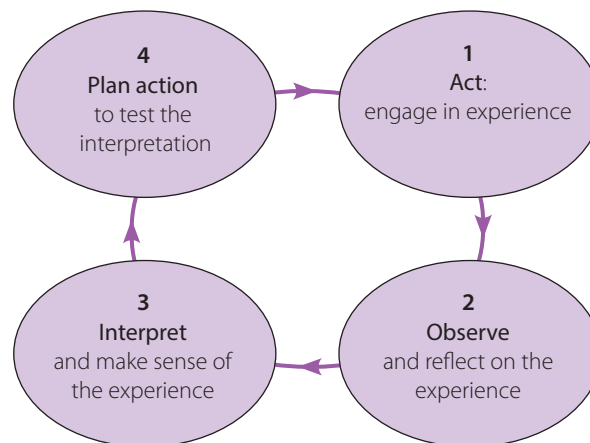 4
Plan action
to test the
interpretation
1
Act:
engage in experience
3
Interpret
and make sense of
the experience
2
Observe
and reflect on the
experience